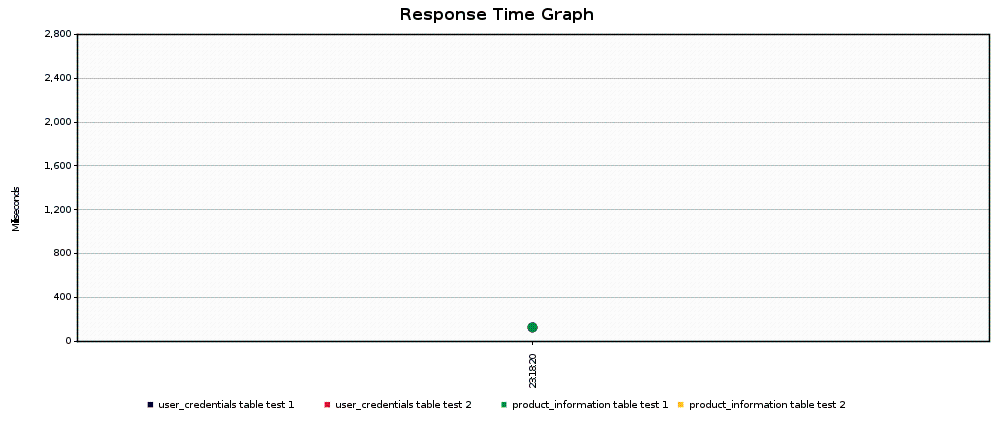 Response Time Graph
2,800
2,400
2,000
1,600
1,200
800
400
0
Milliseconds
23:18:20
user_credentials table test 1
user_credentials table test 2
product_information table test 1
product_information table test 2